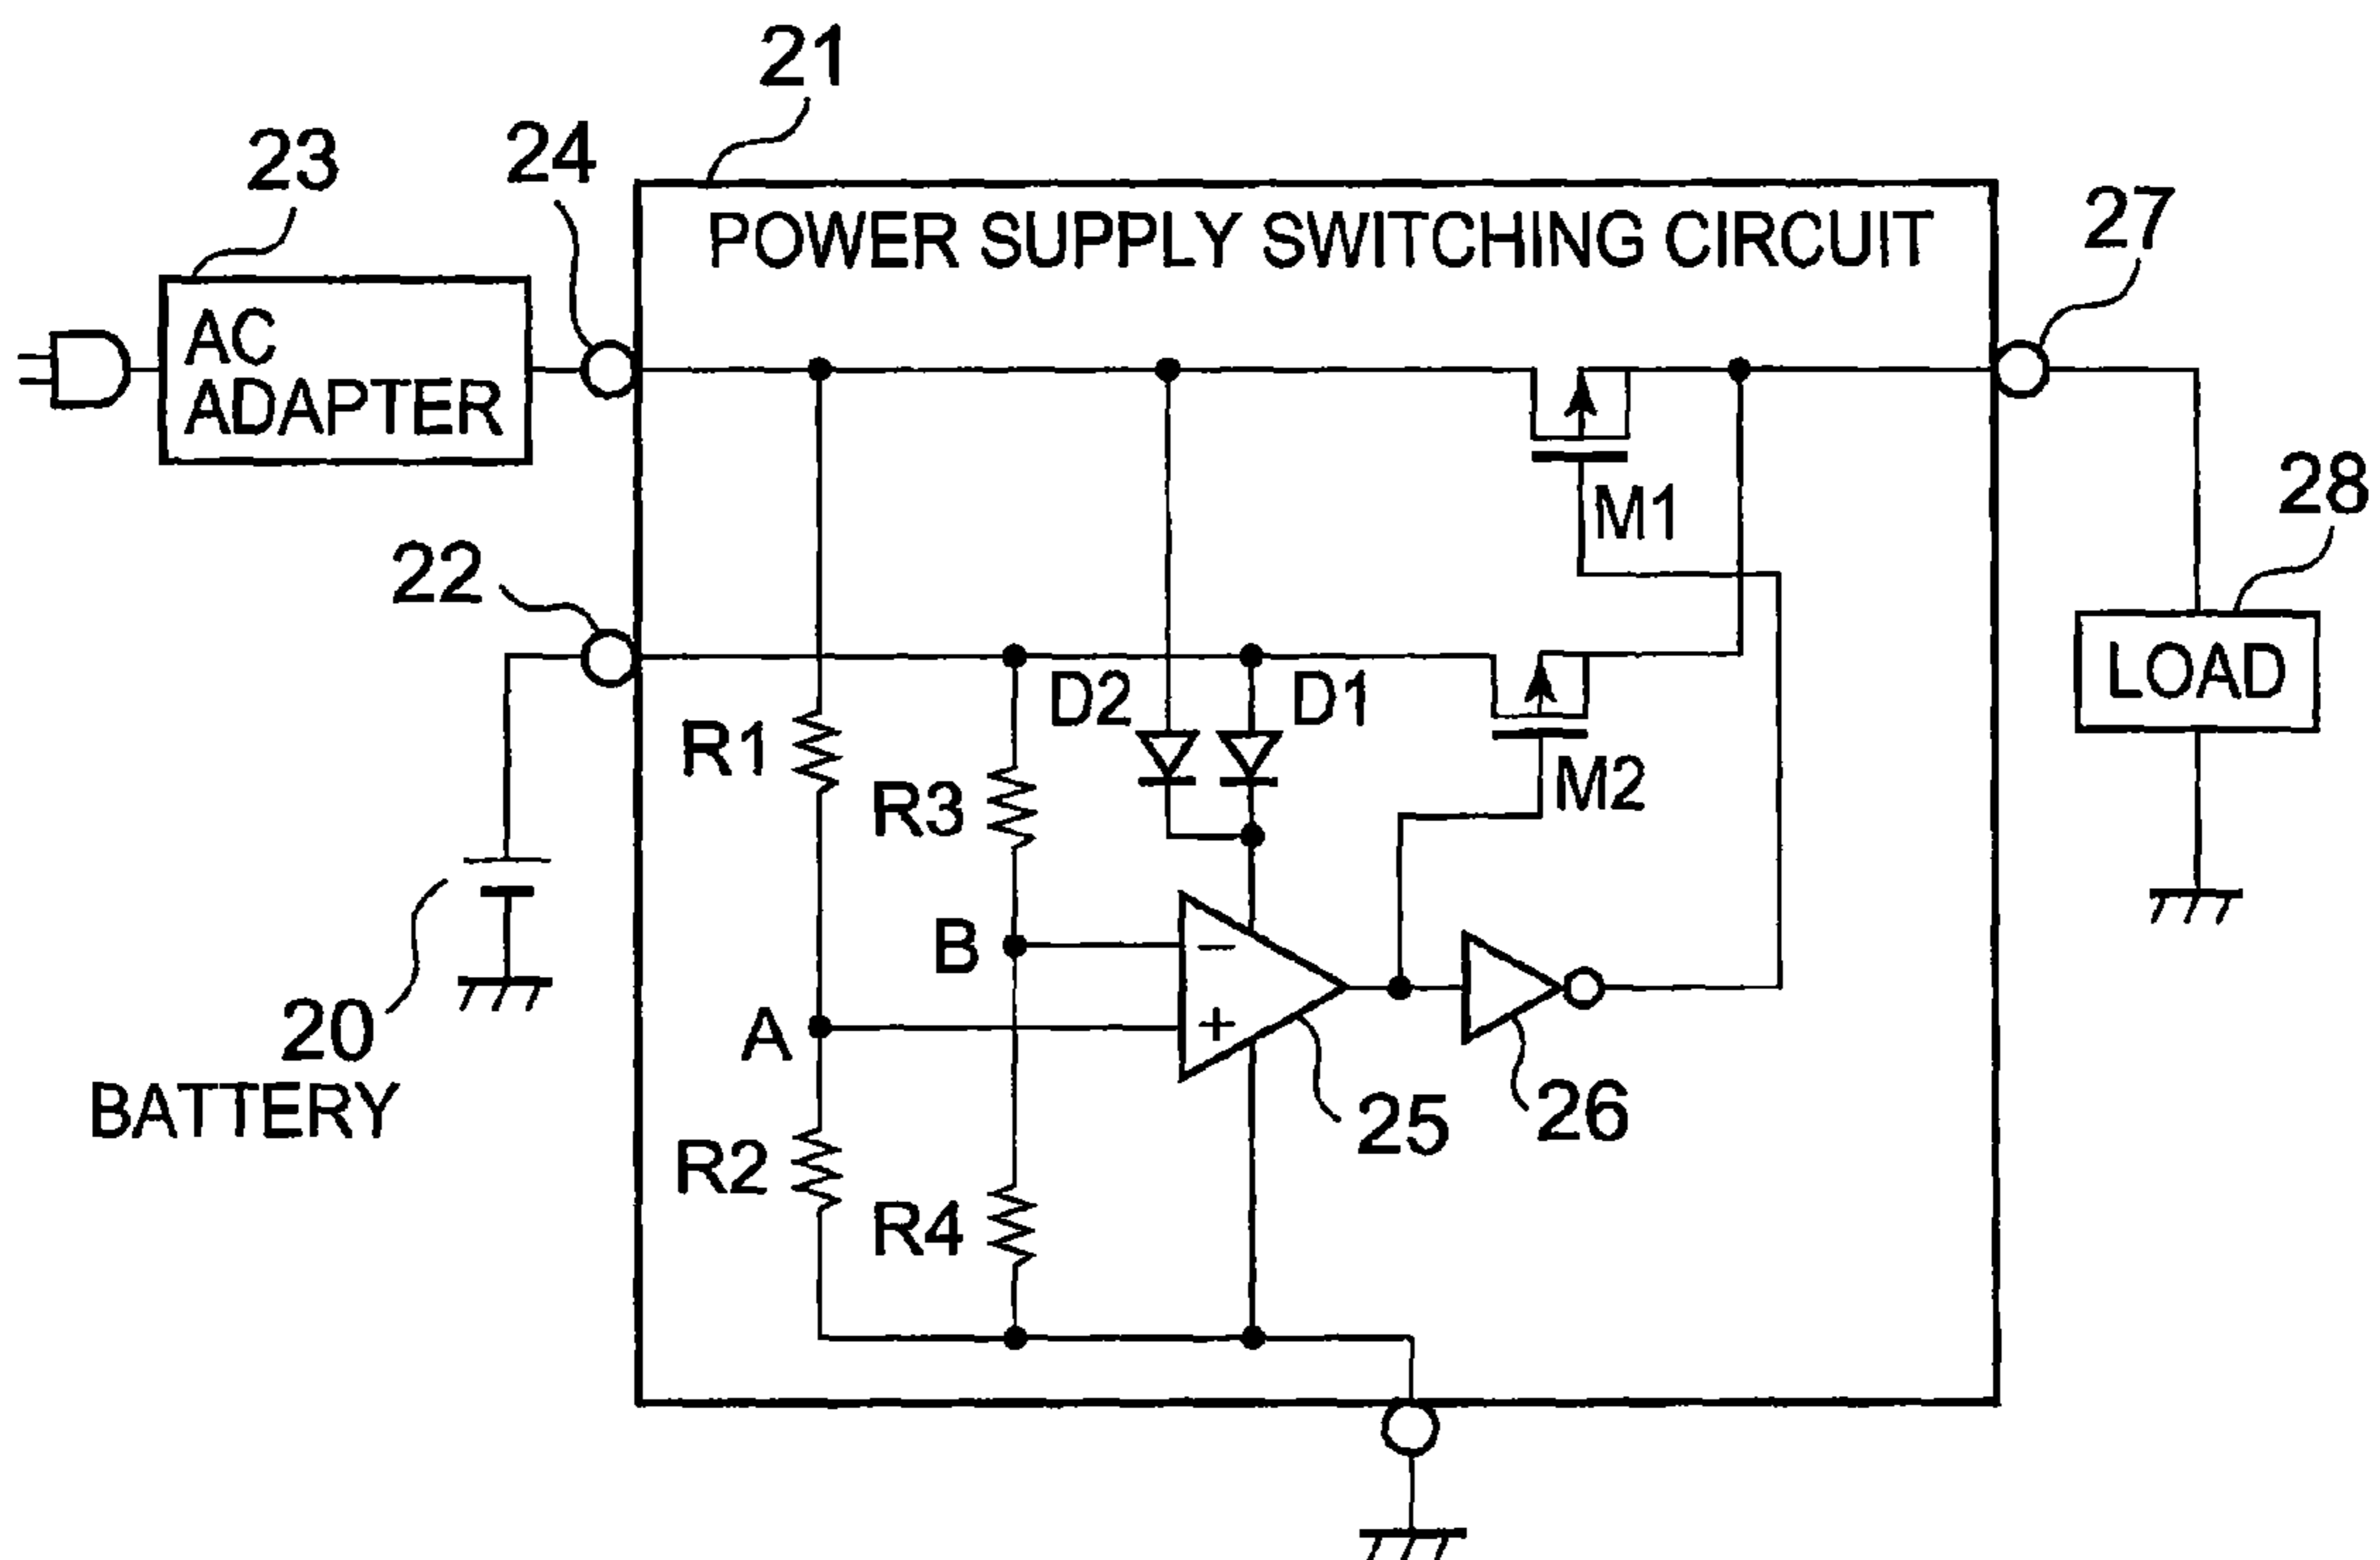 21
23
24
POWER SUPPLY SWITCHING CIRCUIT
27
AC
ADAPTER
M1
28
22
D2
D1
LOAD
R1
M2
R3
B
−
A
+
20
BATTERY
25
26
R2
R4